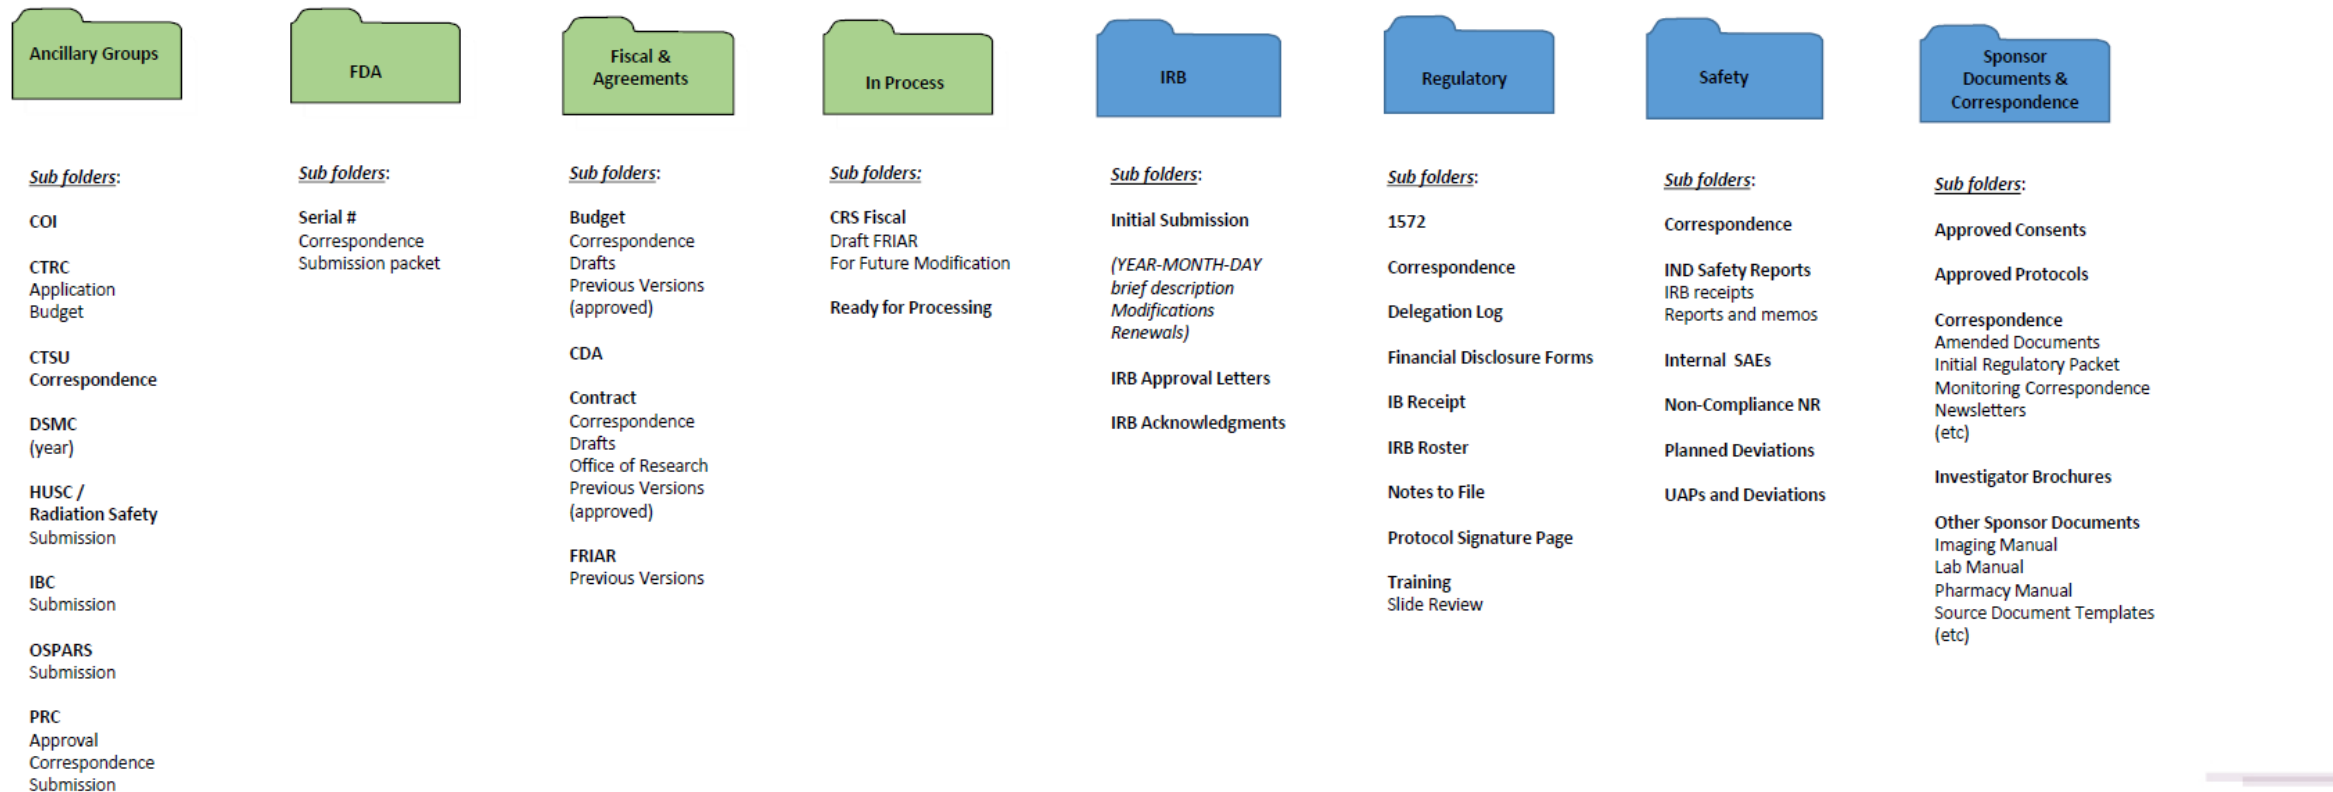 Ancillary Groups
Sub folders:
COI
CTRC
Application
Budget
CTSU
Correspondence
DSMC
(year)
HUSC /
Radiation Safety
Submission
IBC
Submission
OSPARS
Submission
PRC
Approval
Correspondence
Submission
FDA
Sub folders:
Serial #
Correspondence
Submission packet
Fiscal &
Agreements
Sub folders:
Budget
Correspondence
Drafts
Previous Versions
(approved)
CDA
Contract
Correspondence
Drafts
Office of Research
Previous Versions
(approved)
FRIAR
Previous Versions
In Process
Sub folders:
CRS Fiscal
Draft FRIAR
For Future Modification
Ready for Processing
IRB
Sub folders:
Initial Submission
(YEAR-MONTH-DAY
brief description
Modifications
Renewals)
IRB Approval Letters
IRB Acknowledgments
Regulatory
Sub folders:
1572
Correspondence
Delegation Log
Financial Disclosure Forms
IB Receipt
IRB Roster
Notes to File
Protocol Signature Page
Training
Slide Review
Safety
Sub folders:
Correspondence
IND Safety Reports
IRB receipts
Reports and memos
Internal  SAEs
Non-Compliance NR
Planned Deviations
UAPs and Deviations
Sponsor
Documents &
Correspondence
Sub folders:
Approved Consents
Approved Protocols
Correspondence
Amended Documents
Initial Regulatory Packet
Monitoring Correspondence
Newsletters
(etc)
Investigator Brochures
Other Sponsor Documents
Imaging Manual
Lab Manual
Pharmacy Manual
Source Document Templates
(etc)